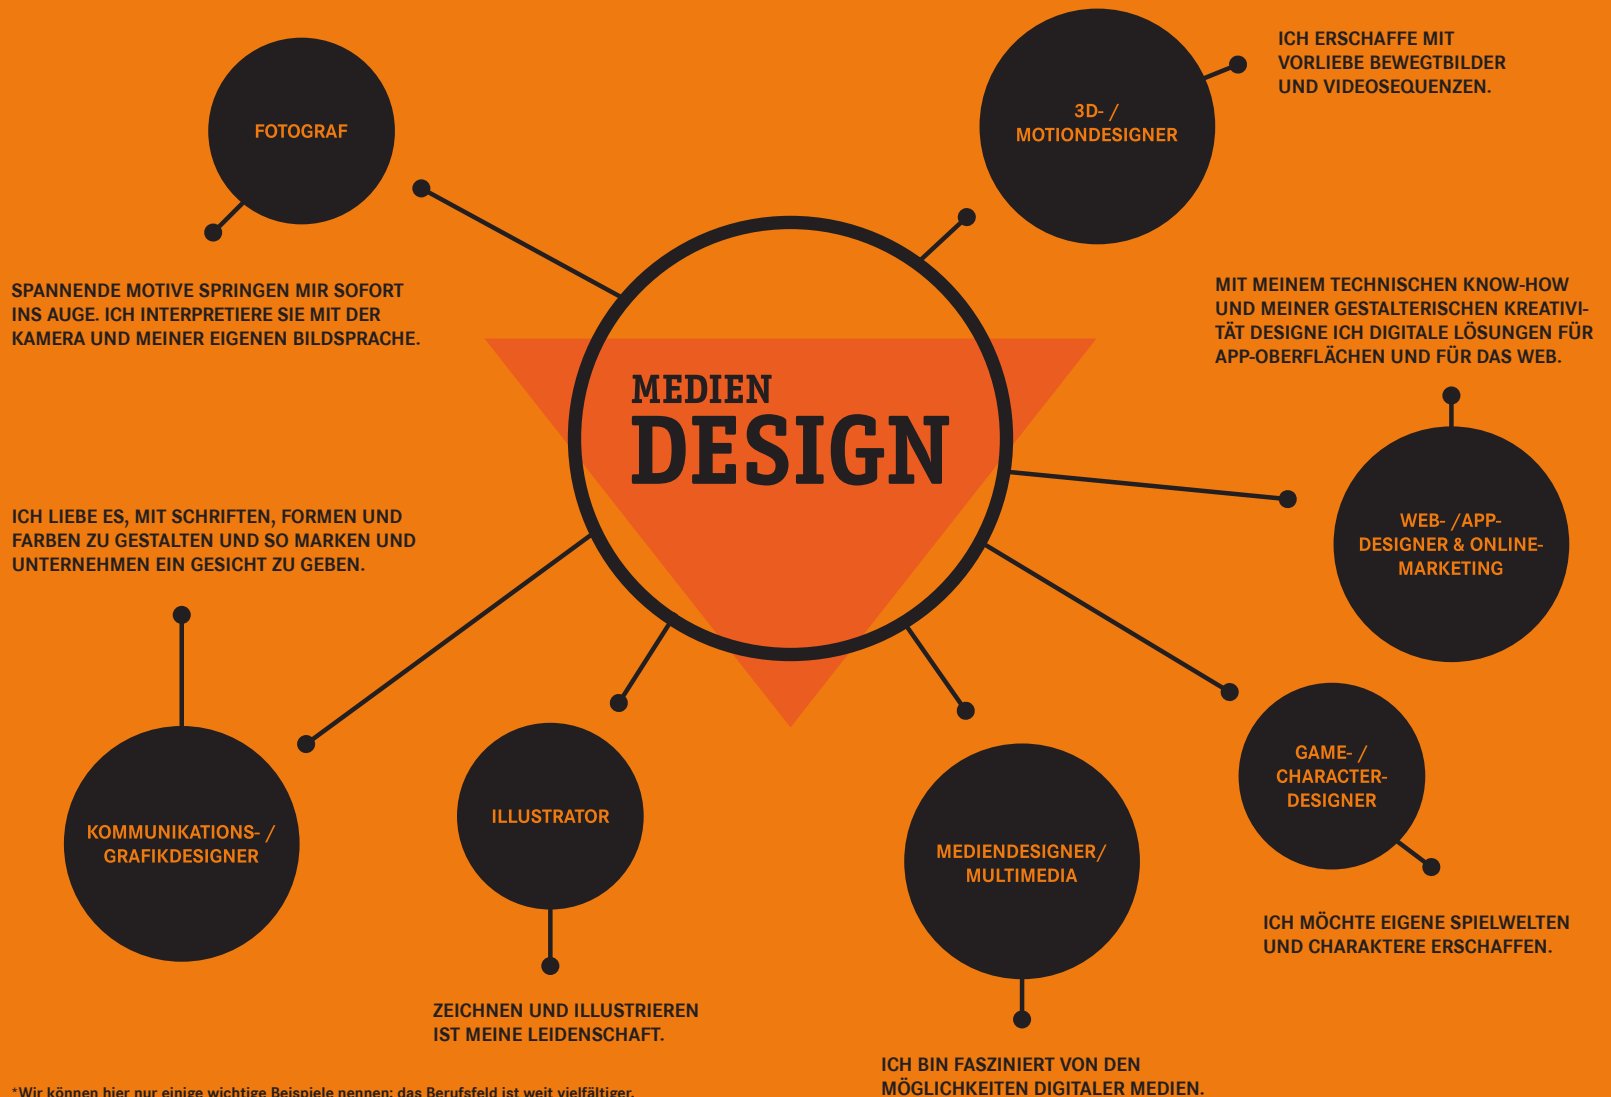 FOTOGRAF
SPANNENDE MOTIVE SPRINGEN MIR SOFORT
INS AUGE. ICH INTERPRETIERE SIE MIT DER
KAMERA UND MEINER EIGENEN BILDSPRACHE.
3D- /
MOTIONDESIGNER
ICH ERSCHAFFE MIT
VORLIEBE BEWEGTBILDER
UND VIDEOSEQUENZEN.
MEDIEN
DESIGN
MIT MEINEM TECHNISCHEN KNOW-HOW
UND MEINER GESTALTERISCHEN KREATIVI-
TÄT DESIGNE ICH DIGITALE LÖSUNGEN FÜR
APP-OBERFLÄCHEN UND FÜR DAS WEB.
WEB- /APP-
DESIGNER & ONLINE-
MARKETING
ICH LIEBE ES, MIT SCHRIFTEN, FORMEN UND
FARBEN ZU GESTALTEN UND SO MARKEN UND
UNTERNEHMEN EIN GESICHT ZU GEBEN.
KOMMUNIKATIONS- /
GRAFIKDESIGNER
ILLUSTRATOR
ZEICHNEN UND ILLUSTRIEREN
IST MEINE LEIDENSCHAFT.
MEDIENDESIGNER/
MULTIMEDIA
ICH BIN FASZINIERT VON DEN
MÖGLICHKEITEN DIGITALER MEDIEN.
GAME- /
CHARACTER-
DESIGNER
ICH MÖCHTE EIGENE SPIELWELTEN
UND CHARAKTERE ERSCHAFFEN.
*Wir können hier nur einige wichtige Beispiele nennen; das Berufsfeld ist weit vielfältiger.